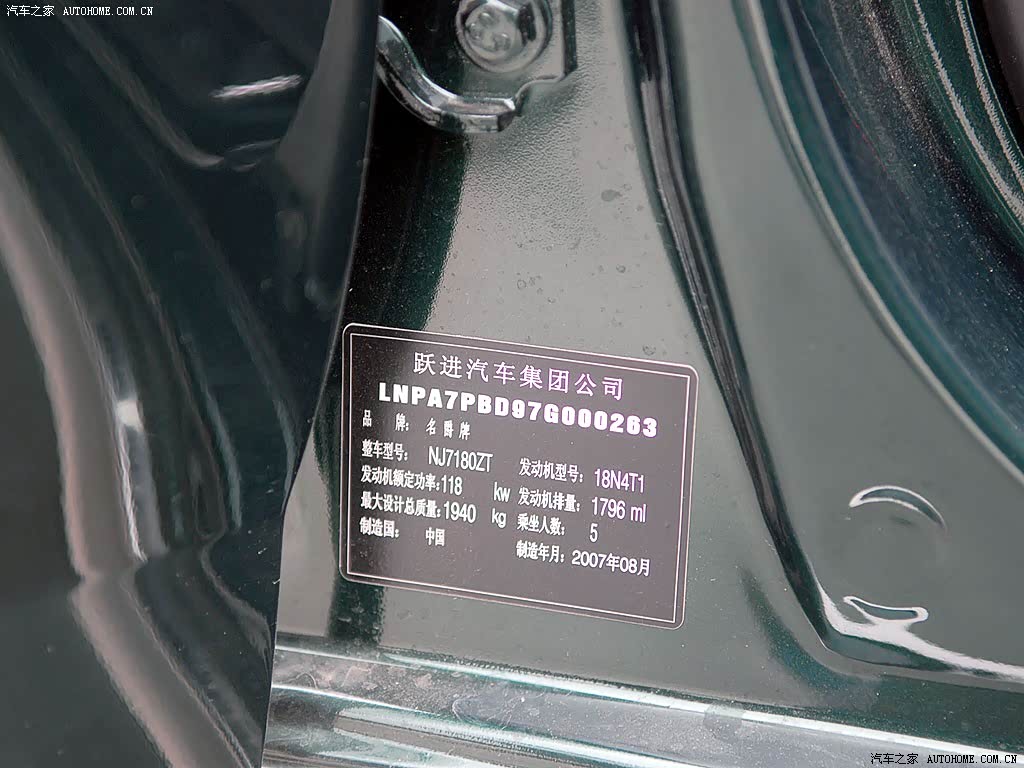 汽车之家 AUTOHOME.COM.CN
跃进汽车集团公司
LNPA7PBD97G000263
品 牌: 名爵牌
整车型号: NJ7180ZT 发动机型号: 18N4T1
发动机额定功率:118 kw 发动机排量: 1796 ml
最大设计总质量:1940 kg 乘坐人数: 5
制造国: 中国 制造年月: 2007年08月
汽车之家 AUTOHOME.COM.CN